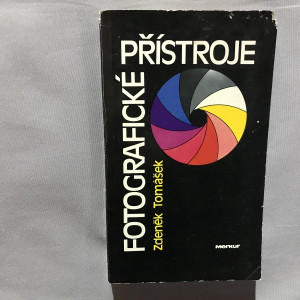 FOTOGRAFICKÉ
PŘÍSTROJE
Zdeněk Tomášek
merkur